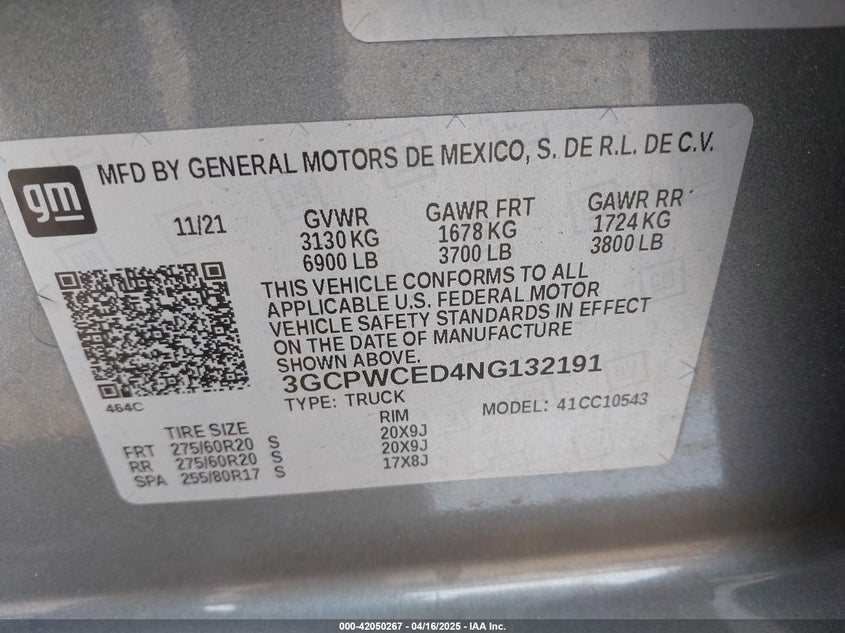 gm
MFD BY GENERAL MOTORS DE MEXICO, S. DE R.L. DE C.V.
11/21
GVWR
3130 KG
6900 LB
GAWR FRT
1678 KG
3700 LB
GAWR RR
1724 KG
3800 LB
THIS VEHICLE CONFORMS TO ALL
APPLICABLE U.S. FEDERAL MOTOR
VEHICLE SAFETY STANDARDS IN EFFECT
ON THE DATE OF MANUFACTURE
SHOWN ABOVE.
3GCPWCED4NG132191
464C
TYPE: TRUCK
MODEL: 41CC10543
TIRE SIZE RIM
FRT 275/60R20 S 20X9J
RR 275/60R20 S 20X9J
SPA 255/80R17 S 17X8J
000-42050267 - 04/16/2025 - IAA Inc.